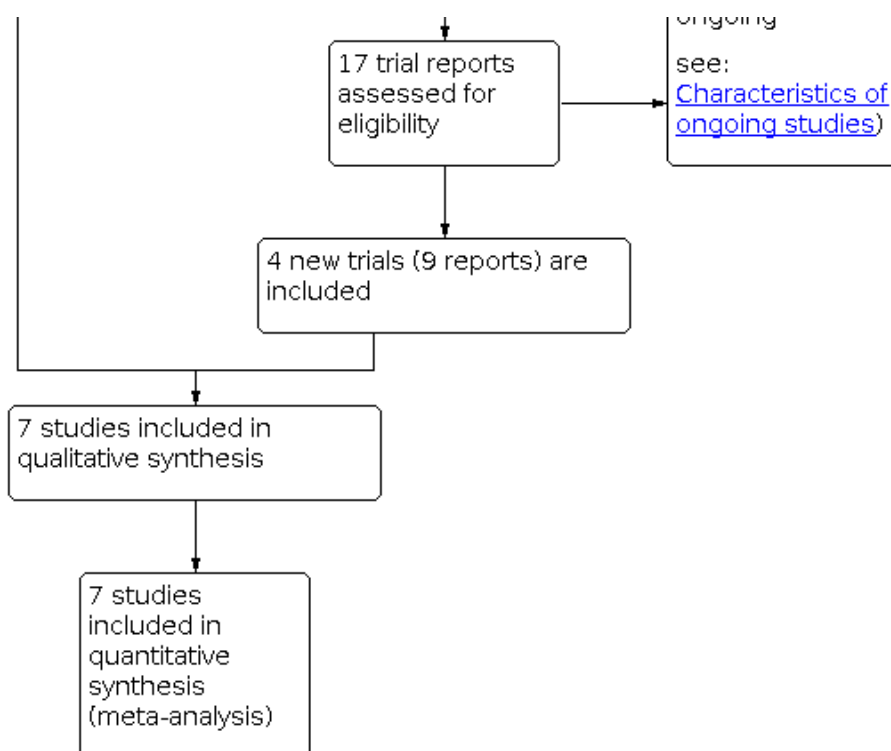 ongoing
17 trial reports
assessed for
eligibility
see:
Characteristics of
ongoing studies)
4 new trials (9 reports) are
included
7 studies included in
qualitative synthesis
7 studies
included in
quantitative
synthesis
(meta-analysis)